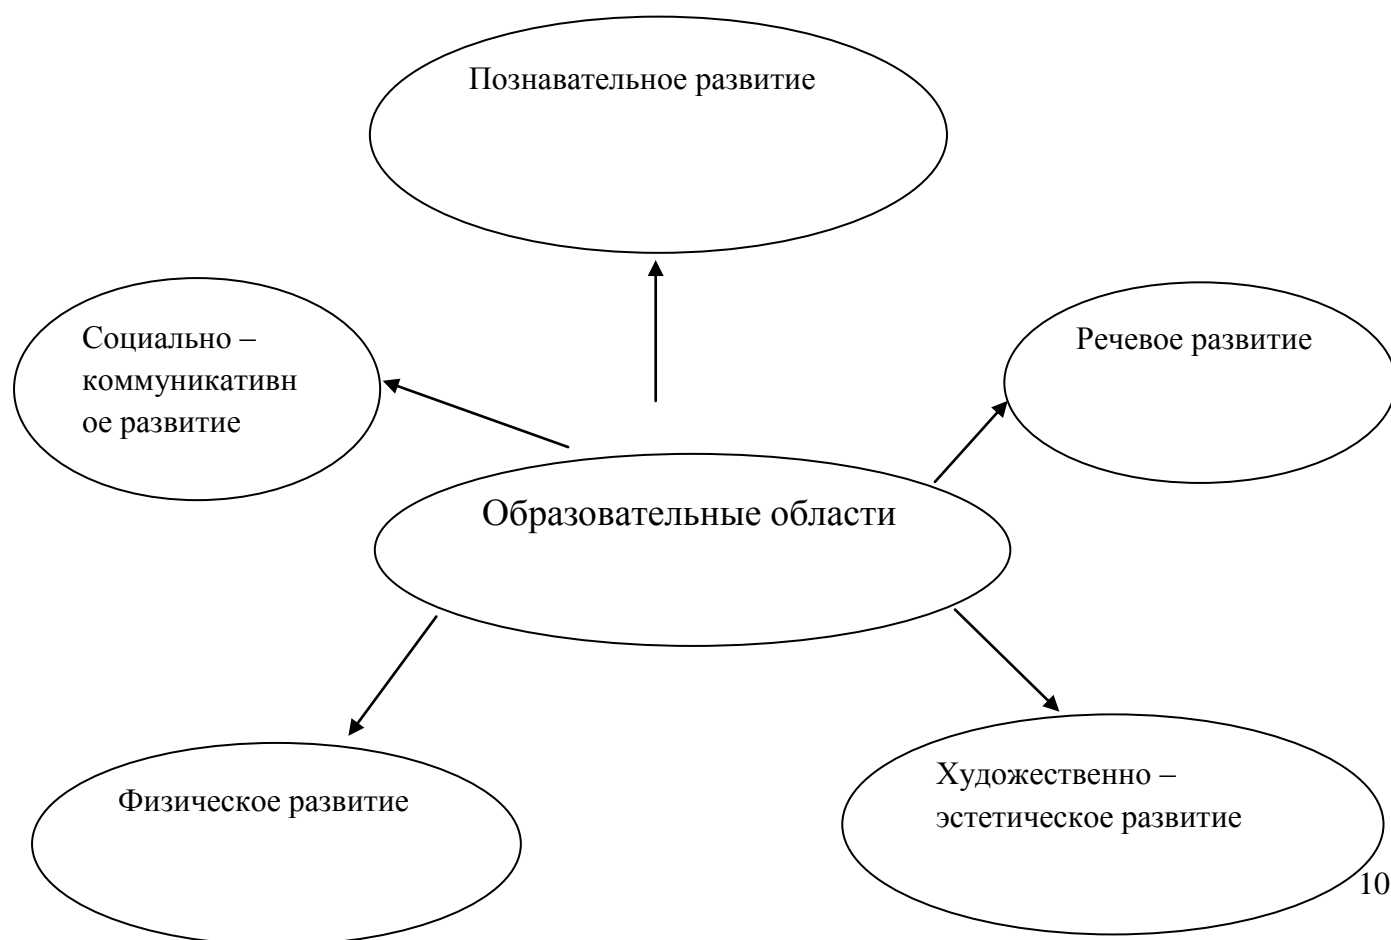 Познавательное развитие
Социально –
коммуникативн
ое развитие
Речевое развитие
Образовательные области
Физическое развитие
Художественно –
эстетическое развитие
10